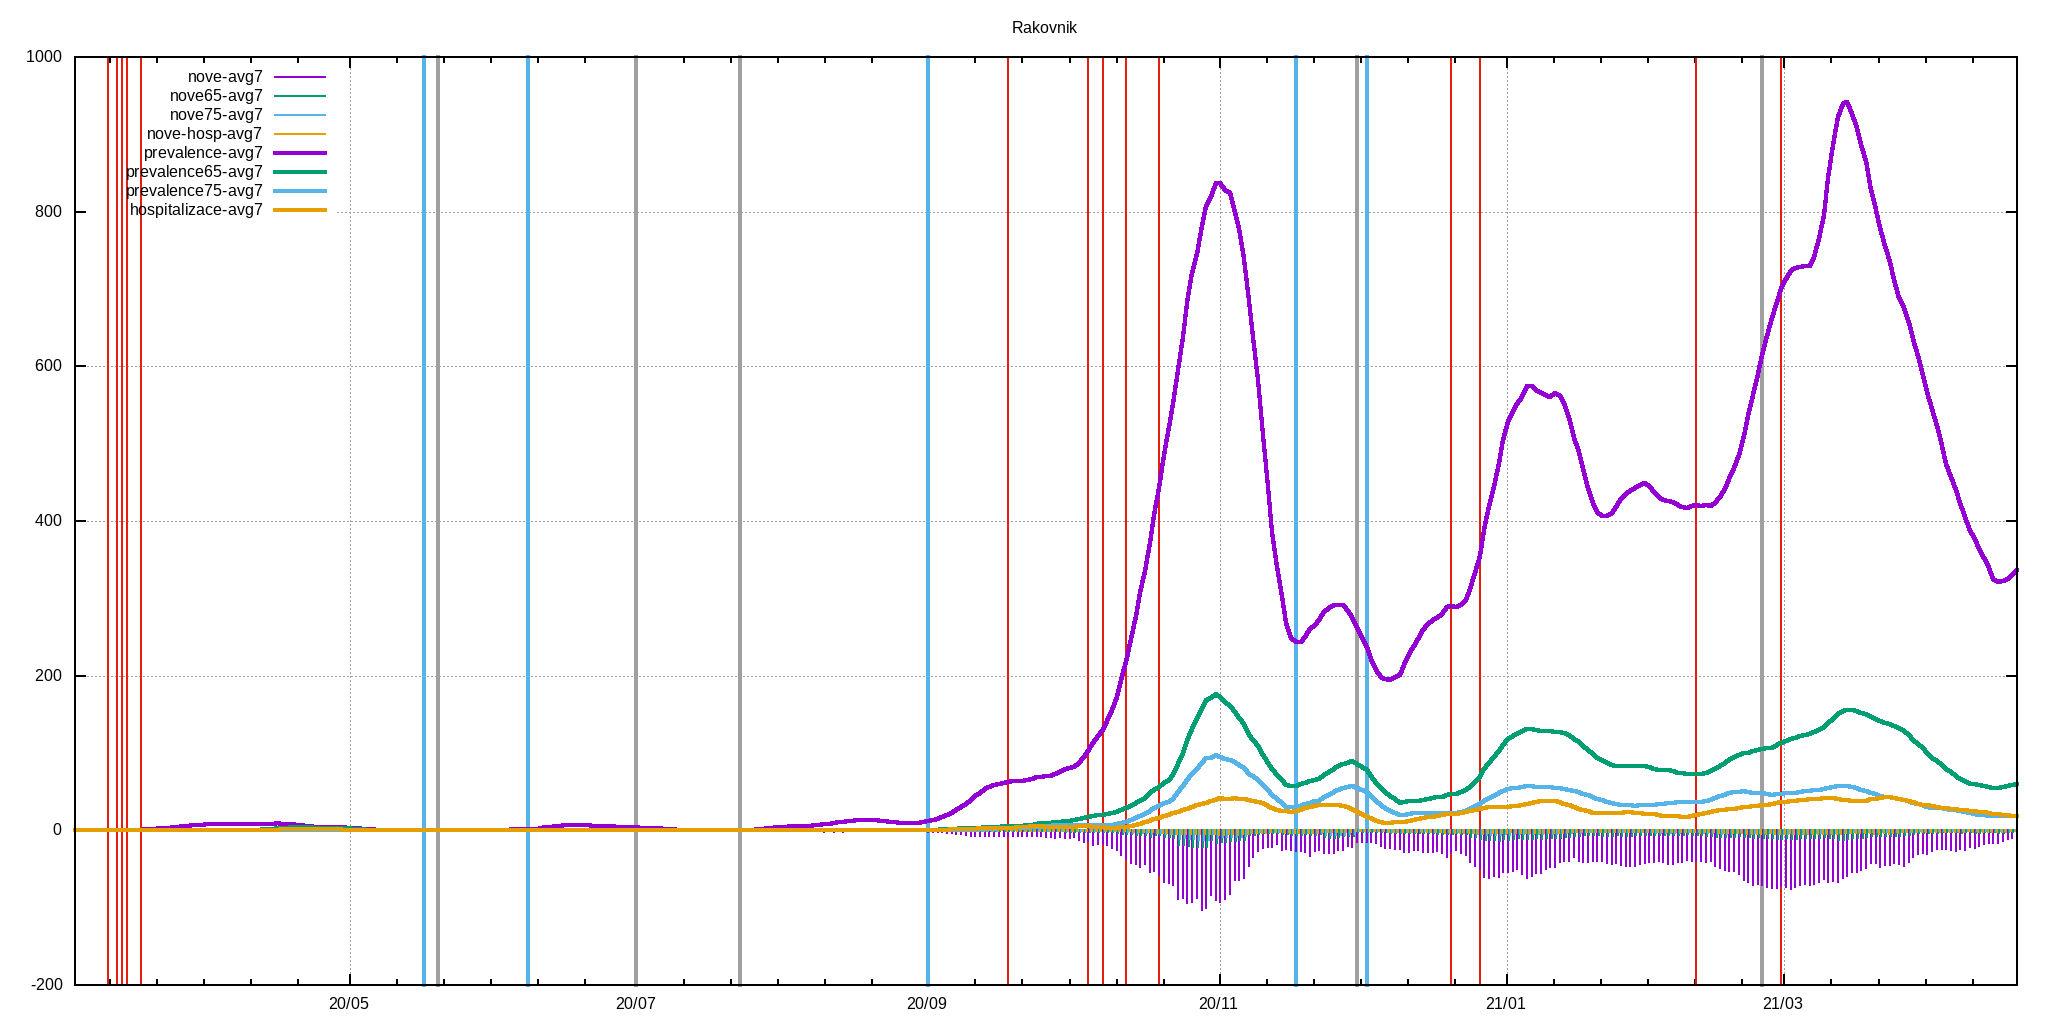 Rakovnik
1000
800
600
400
200
0
-200
nove-avg7
nove65-avg7
nove75-avg7
nove-hosp-avg7
prevalence-avg7
prevalence65-avg7
prevalence75-avg7
hospitalizace-avg7
20/05 20/07 20/09 20/11 21/01 21/03